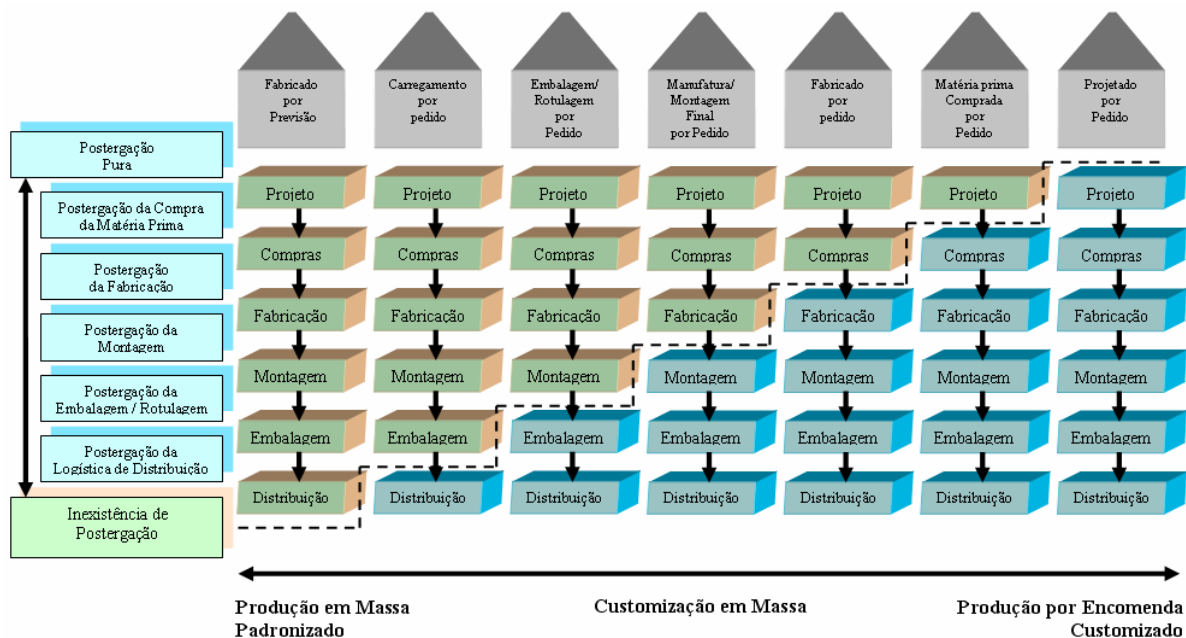 Fabricado
por
Previsão
Carregamento
por
pedido
Embalagem/
Rotulagem
por
Pedido
Manufatura/
Montagem
Final
por Pedido
Fabricado
por
pedido
Matéria prima
Comprada
por
Pedido
Projetado
por
Pedido
Postergação
Pura
Postergação da Compra
da Matéria Prima
Postergação
da Fabricação
Postergação da
Montagem
Postergação da
Embalagem / Rotulagem
Postergação da
Logística de Distribuição
Inexistência de
Postergação
Projeto Projeto Projeto Projeto Projeto Projeto Projeto
Compras Compras Compras Compras Compras Compras Compras
Fabricação Fabricação Fabricação Fabricação Fabricação Fabricação Fabricação
Montagem Montagem Montagem Montagem Montagem Montagem Montagem
Embalagem Embalagem Embalagem Embalagem Embalagem Embalagem Embalagem
Distribuição Distribuição Distribuição Distribuição Distribuição Distribuição Distribuição
Produção em Massa
Padronizado
Customização em Massa
Produção por Encomenda
Customizado